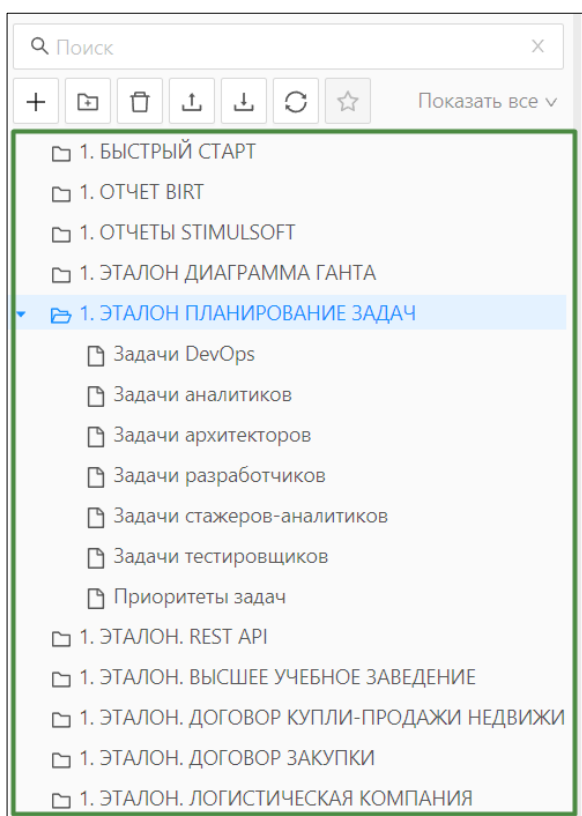 Поиск
Показать все
1. БЫСТРЫЙ СТАРТ
1. ОТЧЕТ BIRT
1. ОТЧЕТЫ STIMULSOFT
1. ЭТАЛОН ДИАГРАММА ГАНТА
1. ЭТАЛОН ПЛАНИРОВАНИЕ ЗАДАЧ
Задачи DevOps
Задачи аналитиков
Задачи архитекторов
Задачи разработчиков
Задачи стажеров-аналитиков
Задачи тестировщиков
Приоритеты задач
1. ЭТАЛОН. REST API
1. ЭТАЛОН. ВЫСШЕЕ УЧЕБНОЕ ЗАВЕДЕНИЕ
1. ЭТАЛОН. ДОГОВОР КУПЛИ-ПРОДАЖИ НЕДВИЖИ
1. ЭТАЛОН. ДОГОВОР ЗАКУПКИ
1. ЭТАЛОН. ЛОГИСТИЧЕСКАЯ КОМПАНИЯ